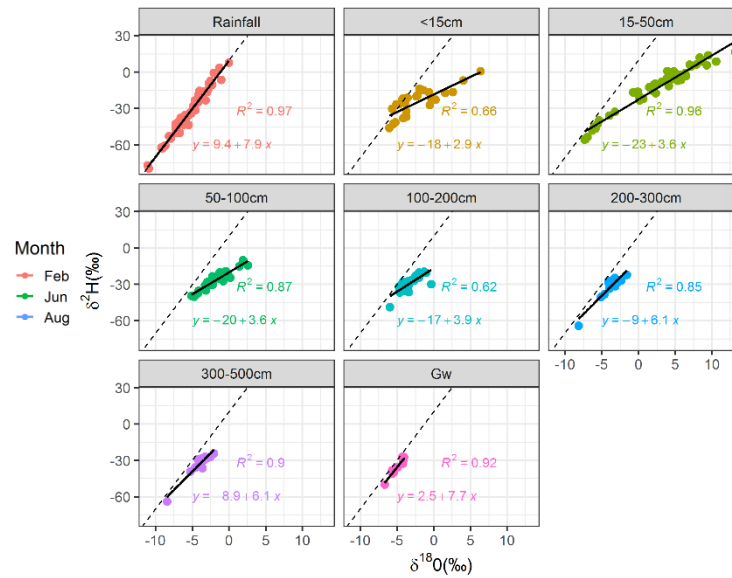 Rainfall
<15cm
15-50cm
30
0
-30
-60
R² = 0.97
y = 9.4+7.9 x
R² = 0.66
y = −18+2.9 x
R² = 0.96
y = −23+3.6 x
50-100cm
100-200cm
200-300cm
30
0
-30
-60
R² = 0.87
y = −20+3.6 x
R² = 0.62
y = −17+3.9 x
R² = 0.85
y = −9+6.1 x
-10 -5 0 5 10
Month
Feb
Jun
Aug
δ²H(‰)
300-500cm
Gw
30
0
-30
-60
R² = 0.9
y = −8.9+6.1 x
R² = 0.92
y = 2.5+7.7 x
-10 -5 0 5 10
-10 -5 0 5 10
δ¹⁸0(‰)